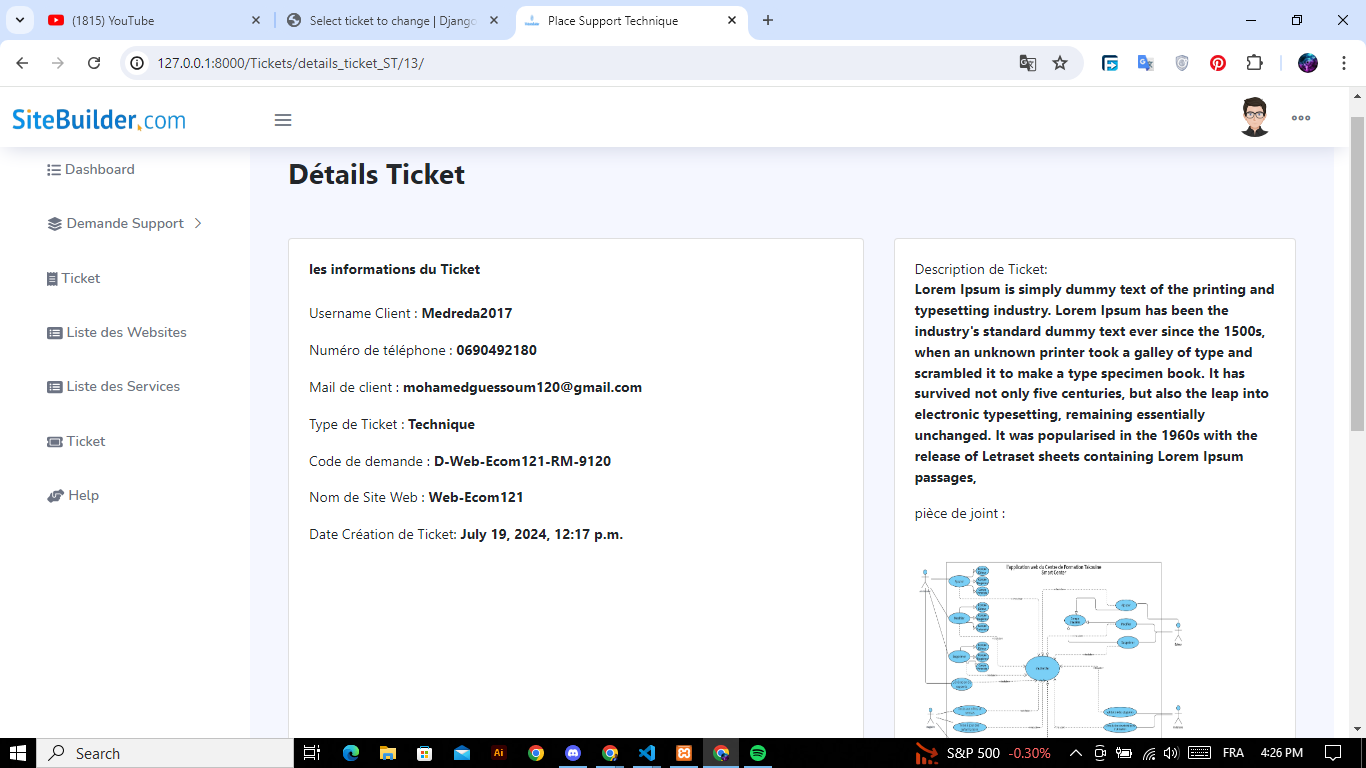 (1815) YouTube
Select ticket to change | Django
Place Support Technique
127.0.0.1:8000/Tickets/details_ticket_ST/13/
SiteBuilder.com
Dashboard
Demande Support
Ticket
Liste des Websites
Liste des Services
Ticket
Help
Détails Ticket
les informations du Ticket
Username Client : Medreda2017
Numéro de téléphone : 0690492180
Mail de client : mohamedguessoum120@gmail.com
Type de Ticket : Technique
Code de demande : D-Web-Ecom121-RM-9120
Nom de Site Web : Web-Ecom121
Date Création de Ticket: July 19, 2024, 12:17 p.m.
Description de Ticket:
Lorem Ipsum is simply dummy text of the printing and
typesetting industry. Lorem Ipsum has been the
industry's standard dummy text ever since the 1500s,
when an unknown printer took a galley of type and
scrambled it to make a type specimen book. It has
survived not only five centuries, but also the leap into
electronic typesetting, remaining essentially
unchanged. It was popularised in the 1960s with the
release of Letraset sheets containing Lorem Ipsum
passages,
pièce de joint :
Search
S&P 500 -0.30%
FRA
4:26 PM